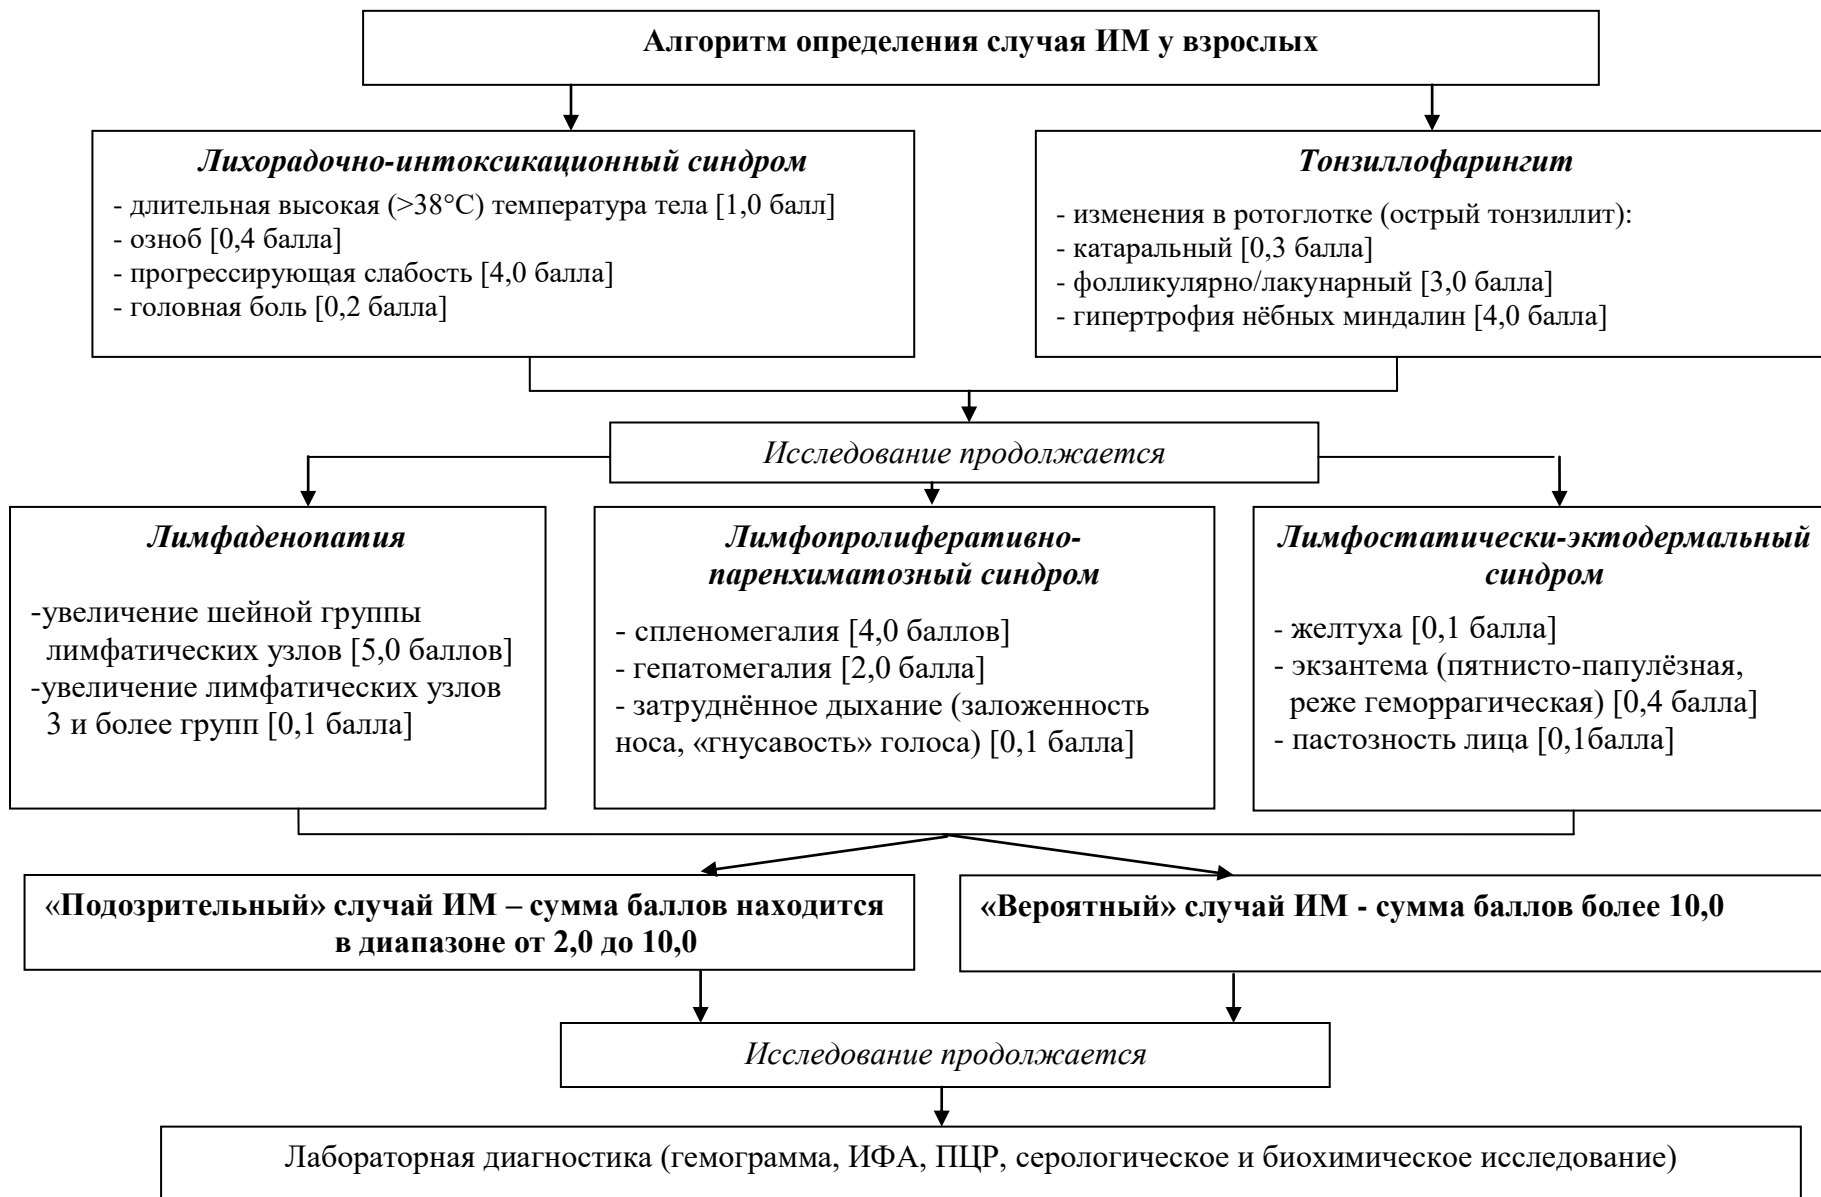 Алгоритм определения случая ИМ у взрослых
Лихорадочно-интоксикационный синдром
- длительная высокая (>38°С) температура тела [1,0 балл]
- озноб [0,4 балла]
- прогрессирующая слабость [4,0 балла]
- головная боль [0,2 балла]
Тонзиллофарингит
- изменения в ротоглотке (острый тонзиллит):
- катаральный [0,3 балла]
- фолликулярно/лакунарный [3,0 балла]
- гипертрофия нёбных миндалин [4,0 балла]
Исследование продолжается
Лимфаденопатия
-увеличение шейной группы
лимфатических узлов [5,0 баллов]
-увеличение лимфатических узлов
3 и более групп [0,1 балла]
Лимфопролиферативно-
паренхиматозный синдром
- спленомегалия [4,0 баллов]
- гепатомегалия [2,0 балла]
- затруднённое дыхание (заложенность
носа, «гнусавость» голоса) [0,1 балла]
Лимфостатически-эктодермальный
синдром
- желтуха [0,1 балла]
- экзантема (пятнисто-папулёзная,
реже геморрагическая) [0,4 балла]
- пастозность лица [0,1балла]
«Подозрительный» случай ИМ – сумма баллов находится
в диапазоне от 2,0 до 10,0
«Вероятный» случай ИМ - сумма баллов более 10,0
Исследование продолжается
Лабораторная диагностика (гемограмма, ИФА, ПЦР, серологическое и биохимическое исследование)